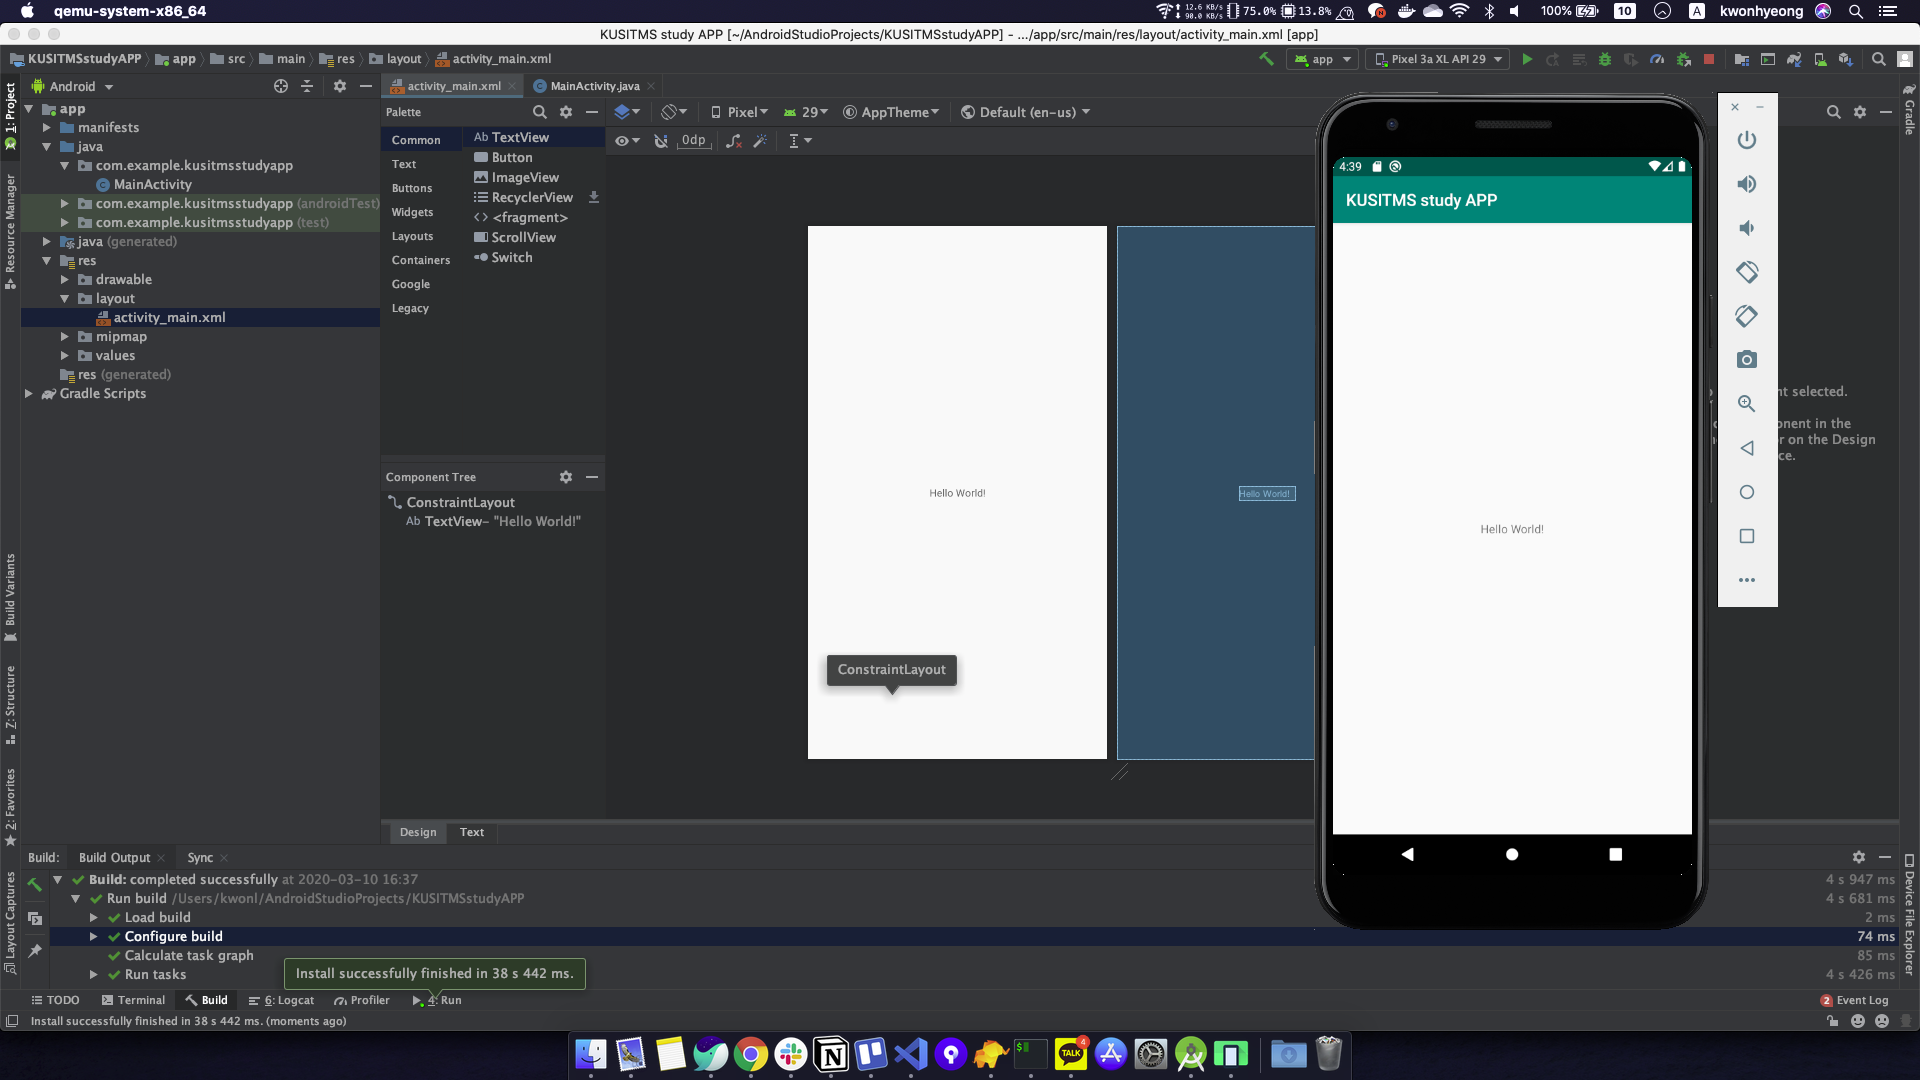 qemu-system-x86_64
12.6 KB/s
90.0 KB/s
75.0%
13.8%
100%
10
A
kwonhyeong
KUSITMS study APP [~/AndroidStudioProjects/KUSITMSstudyAPP] - .../app/src/main/res/layout/activity_main.xml [app]
KUSITMSstudyAPP
app
src
main
res
layout
activity_main.xml
app
Pixel 3a XL API 29
1: Project
Resource Manager
Build Variants
Z: Structure
2: Favorites
Layout Captures
Android
app
manifests
java
com.example.kusitmsstudyapp
MainActivity
com.example.kusitmsstudyapp (androidTest)
com.example.kusitmsstudyapp (test)
java (generated)
res
drawable
layout
activity_main.xml
mipmap
values
res (generated)
Gradle Scripts
activity_main.xml
MainActivity.java
Palette
Common
Text
Buttons
Widgets
Layouts
Containers
Google
Legacy
Ab TextView
Button
ImageView
RecyclerView
<> <fragment>
ScrollView
Switch
Pixel
29
AppTheme
Default (en-us)
0dp
Component Tree
ConstraintLayout
Ab TextView- "Hello World!"
Hello World!
Hello World!
ConstraintLayout
Design
Text
4:39
KUSITMS study APP
Hello World!
nt selected.
onent in the
r on the Design
ce.
Gradle
Device File Explorer
Build:
Build Output
Sync
Build: completed successfully at 2020-03-10 16:37
4 s 947 ms
Run build /Users/kwonl/AndroidStudioProjects/KUSITMSstudyAPP
4 s 681 ms
Load build
2 ms
Configure build
74 ms
Calculate task graph
85 ms
Run tasks
4 s 426 ms
Install successfully finished in 38 s 442 ms.
TODO
Terminal
Build
6: Logcat
Profiler
4: Run
2 Event Log
Install successfully finished in 38 s 442 ms. (moments ago)
N
$
TALK
4